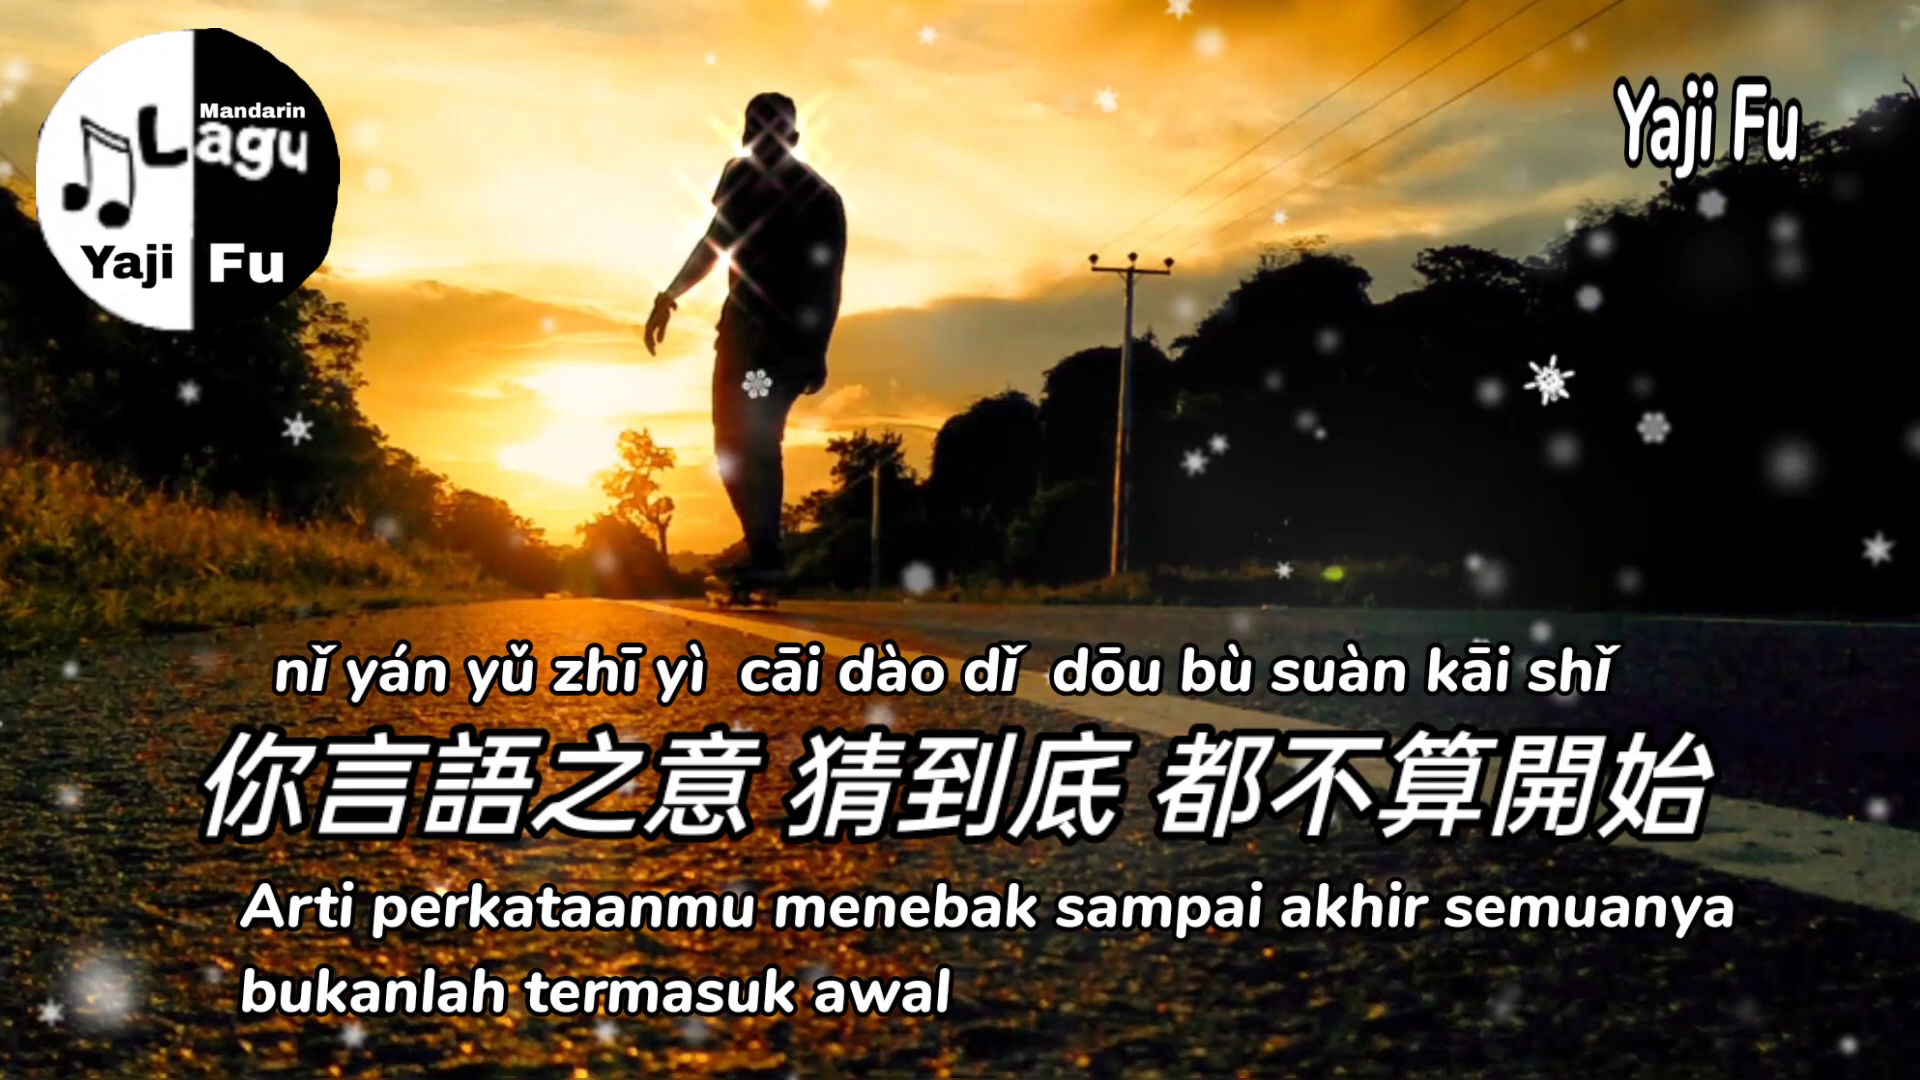 Mandarin
Lagu
Yaji Fu
Yaji Fu
nǐ yán yǔ zhī yì cāi dào dǐ dōu bù suàn kāi shǐ
你言語之意 猜到底 都不算開始
Arti perkataanmu menebak sampai akhir semuanya
bukanlah termasuk awal